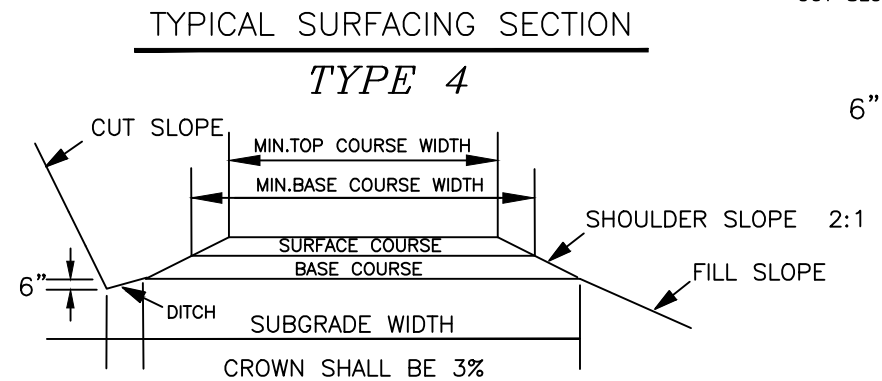 TYPICAL SURFACING SECTION
TYPE 4
6"
CUT SLOPE
MIN.TOP COURSE WIDTH
MIN.BASE COURSE WIDTH
SHOULDER SLOPE 2:1
SURFACE COURSE
BASE COURSE
FILL SLOPE
6"
DITCH
SUBGRADE WIDTH
CROWN SHALL BE 3%